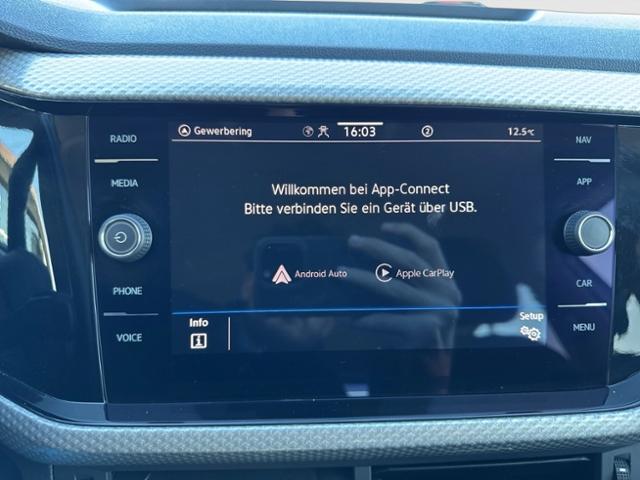 RADIO
MEDIA
PHONE
VOICE
Gewerbering
16:03
2
12.5°C
Willkommen bei App-Connect
Bitte verbinden Sie ein Gerät über USB.
Android Auto
Apple CarPlay
Info
Setup
NAV
APP
CAR
MENU